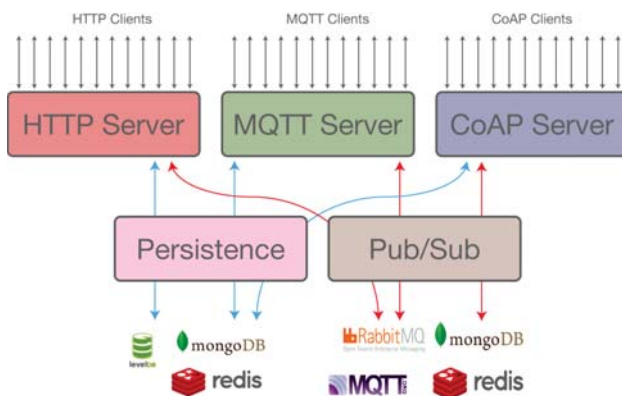 HTTP Clients
MQTT Clients
CoAP Clients
HTTP Server
MQTT Server
CoAP Server
Persistence
Pub/Sub
RabbitMQ
mongoDB
mongoDB
redis
MQTT
redis